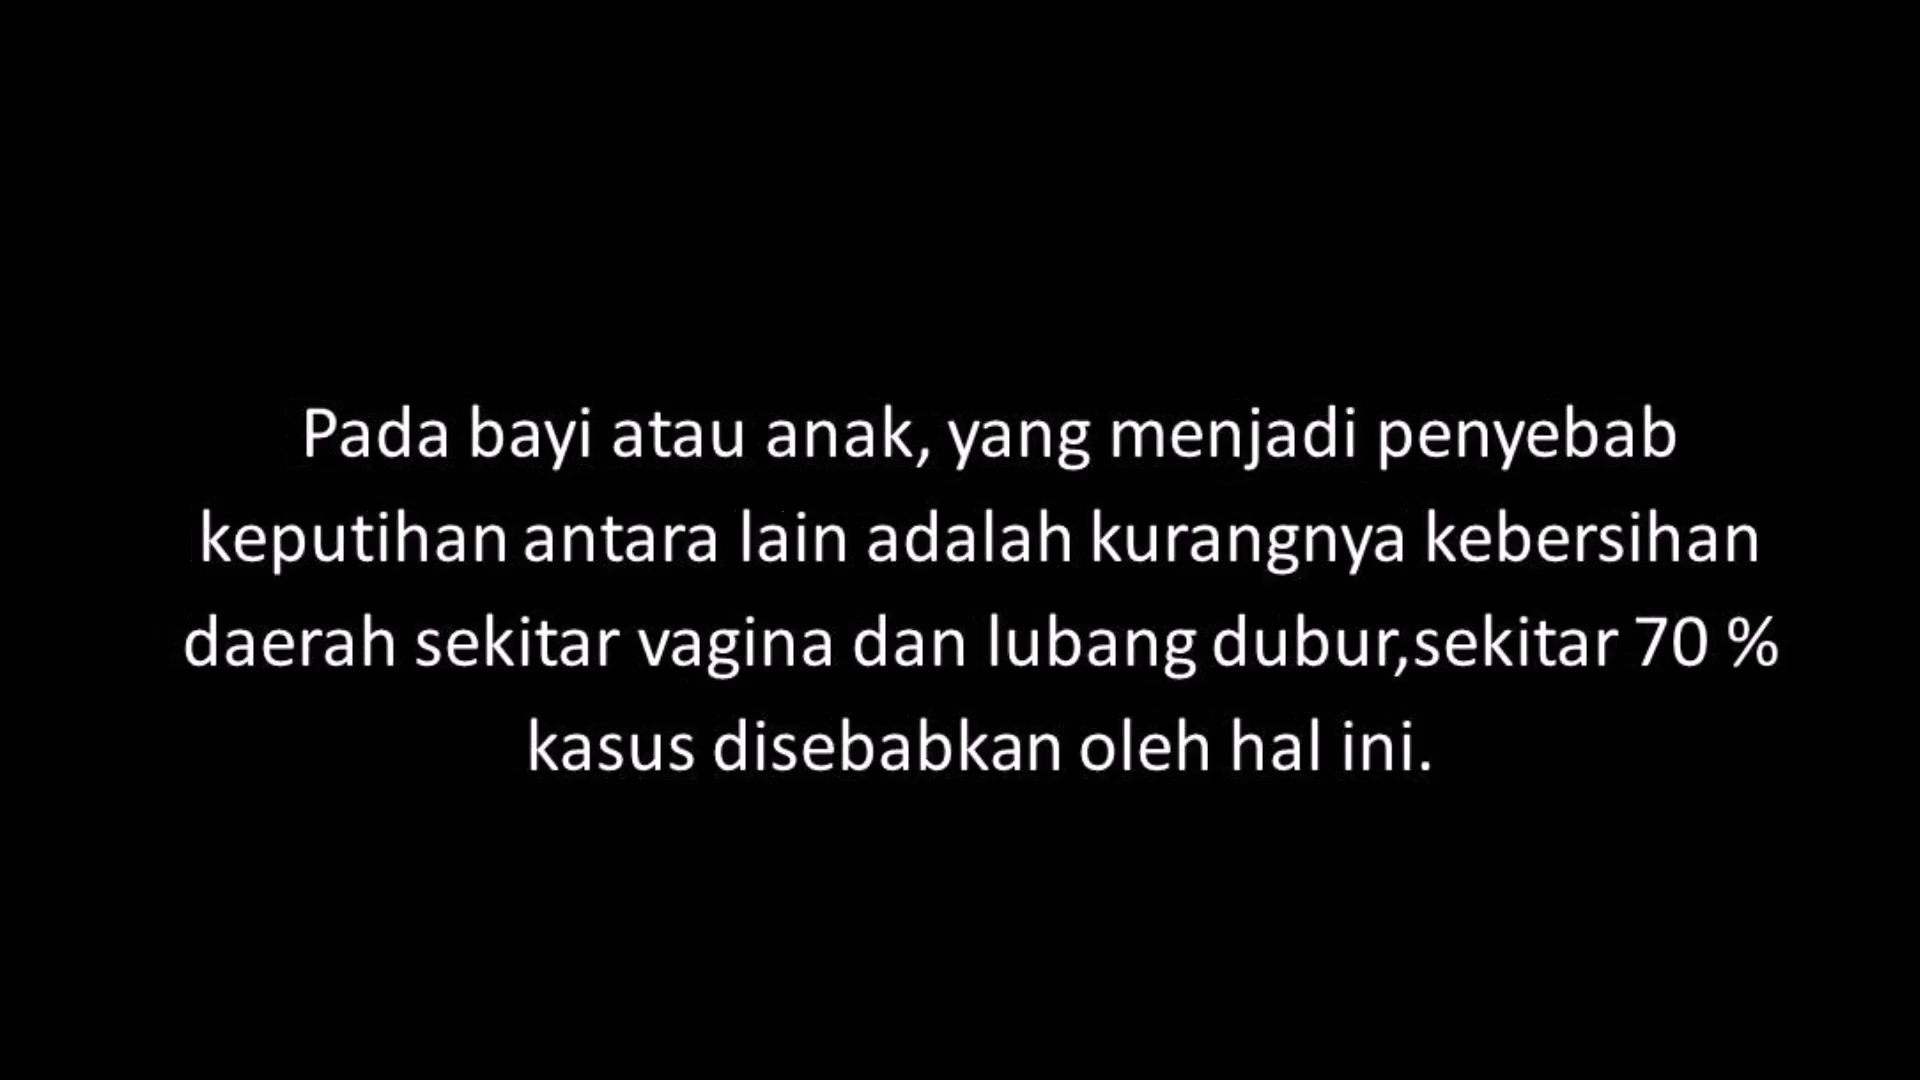 Pada bayi atau anak, yang menjadi penyebab
keputihan antara lain adalah kurangnya kebersihan
daerah sekitar vagina dan lubang dubur,sekitar 70 %
kasus disebabkan oleh hal ini.